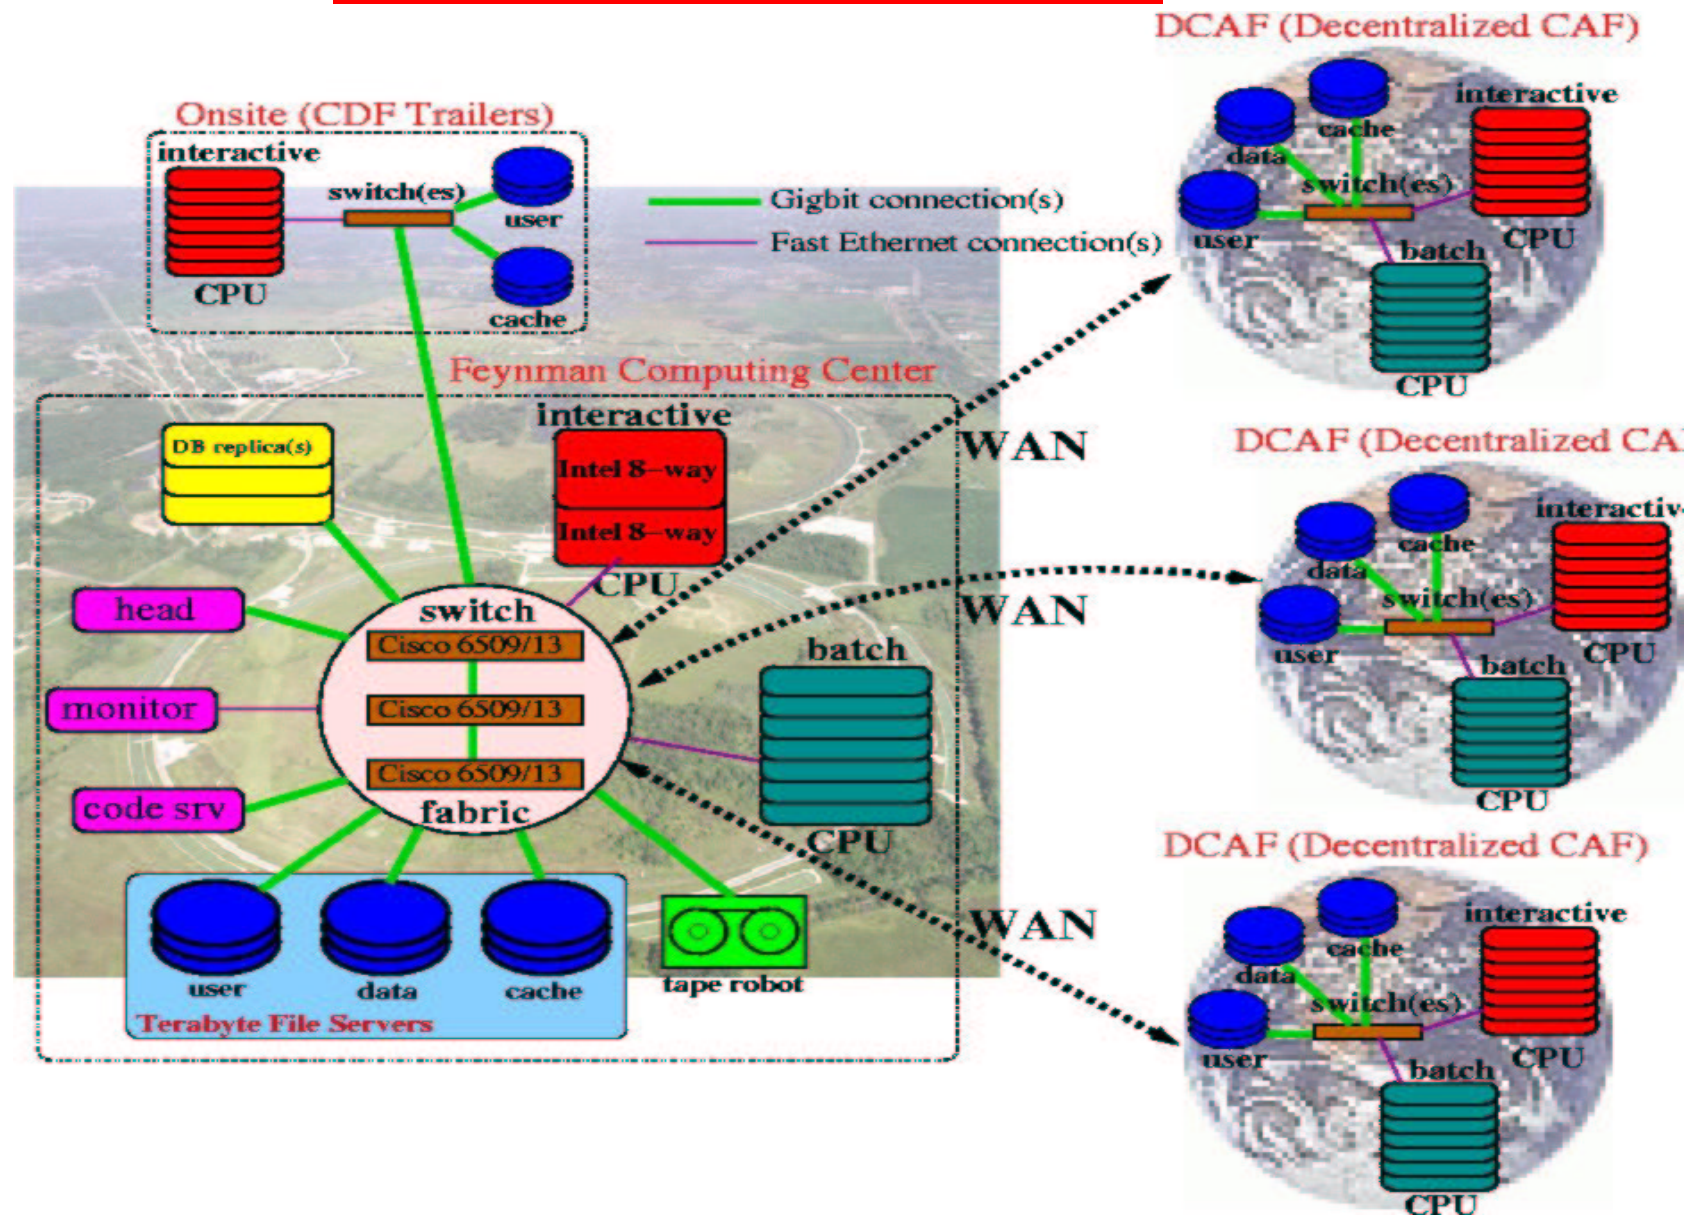 DCAF (Decentralized CAF)
interactive
cache
data
switch(es)
user
batch
CPU
CPU
Onsite (CDF Trailers)
interactive
switch(es)
user
CPU
cache
Gigbit connection(s)
Fast Ethernet connection(s)
Feynman Computing Center
DB replica(s)
interactive
Intel 8-way
Intel 8-way
CPU
head
switch
Cisco 6509/13
monitor
Cisco 6509/13
code srv
Cisco 6509/13
fabric
batch
CPU
user
data
cache
Terabyte File Servers
tape robot
WAN
WAN
WAN
DCAF (Decentralized CA
interactive
cache
data
switch(es)
user
batch
CPU
CPU
DCAF (Decentralized CAF)
interactive
cache
data
switch(es)
user
batch
CPU
CPU